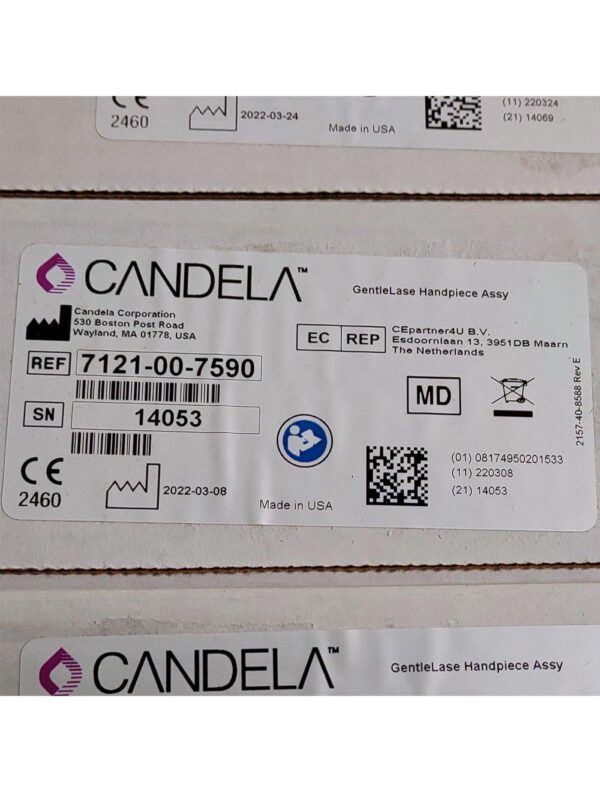 CE
2460
2022-03-24
Made in USA
(11) 220324
(21) 14069
CANDELA™
GentleLase Handpiece Assy
Candela Corporation
530 Boston Post Road
Wayland, MA 01778, USA
EC REP
CEpartner4U B.V.
Esdoornlaan 13, 3951DB Maarn
The Netherlands
REF 7121-00-7590
MD
SN 14053
CE
2460
2022-03-08
Made in USA
(01) 08174950201533
(11) 220308
(21) 14053
2157-40-8588 Rev E
CANDELA™
GentleLase Handpiece Assy